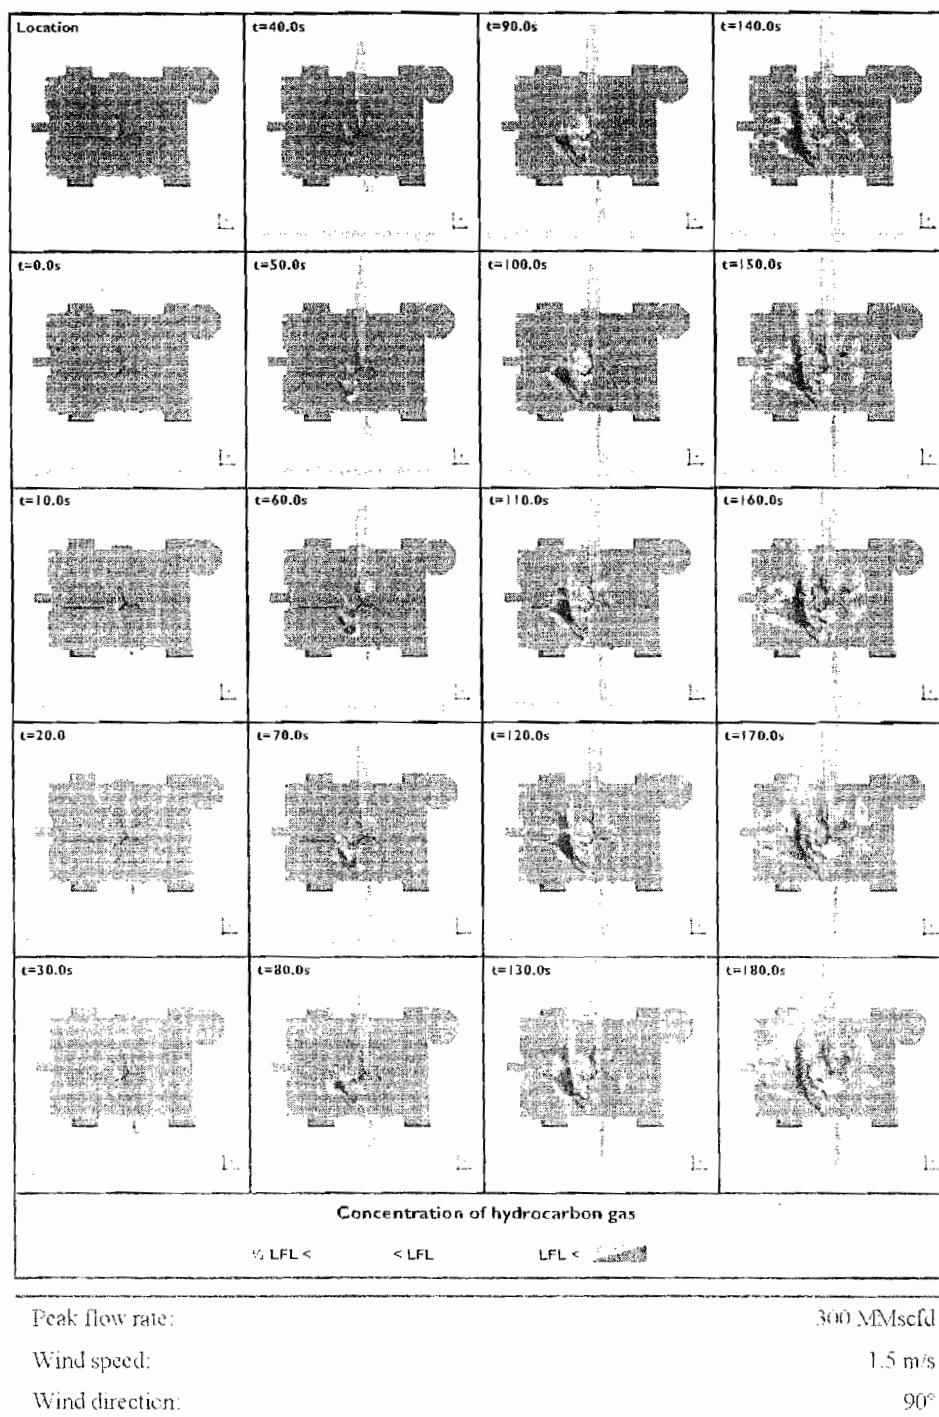 Location
t=40.0s
t=90.0s
t=140.0s
t=0.0s
t=50.0s
t=100.0s
t=150.0s
t=10.0s
t=60.0s
t=110.0s
t=160.0s
t=20.0
t=70.0s
t=120.0s
t=170.0s
t=30.0s
t=80.0s
t=130.0s
t=180.0s
Concentration of hydrocarbon gas
½ LFL < < LFL LFL <
Peak flow rate: 300 MMscfd
Wind speed: 1.5 m/s
Wind direction: 90°